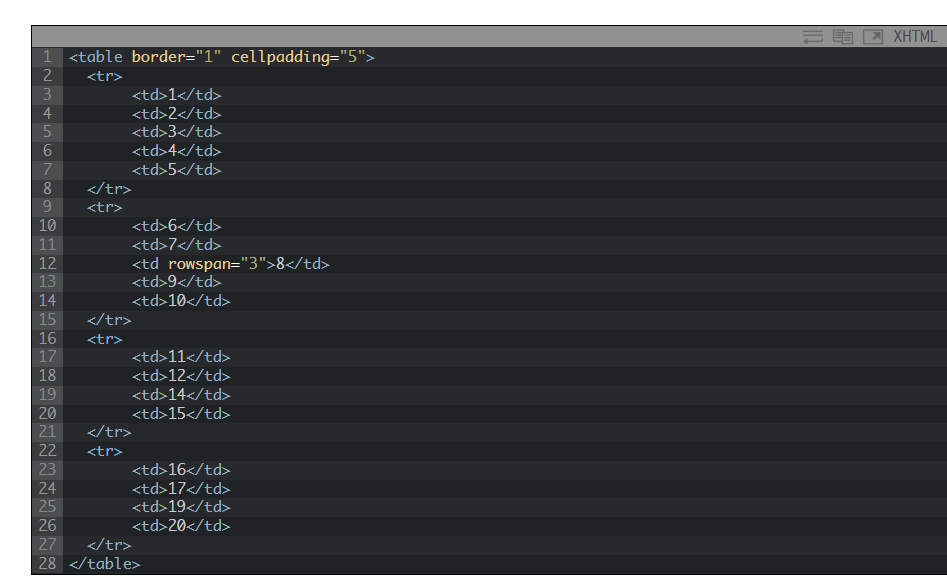 XHTML
1 <table border="1" cellpadding="5">
2   <tr>
3        <td>1</td>
4        <td>2</td>
5        <td>3</td>
6        <td>4</td>
7        <td>5</td>
8   </tr>
9   <tr>
10        <td>6</td>
11        <td>7</td>
12        <td rowspan="3">8</td>
13        <td>9</td>
14        <td>10</td>
15   </tr>
16   <tr>
17        <td>11</td>
18        <td>12</td>
19        <td>14</td>
20        <td>15</td>
21   </tr>
22   <tr>
23        <td>16</td>
24        <td>17</td>
25        <td>19</td>
26        <td>20</td>
27   </tr>
28 </table>